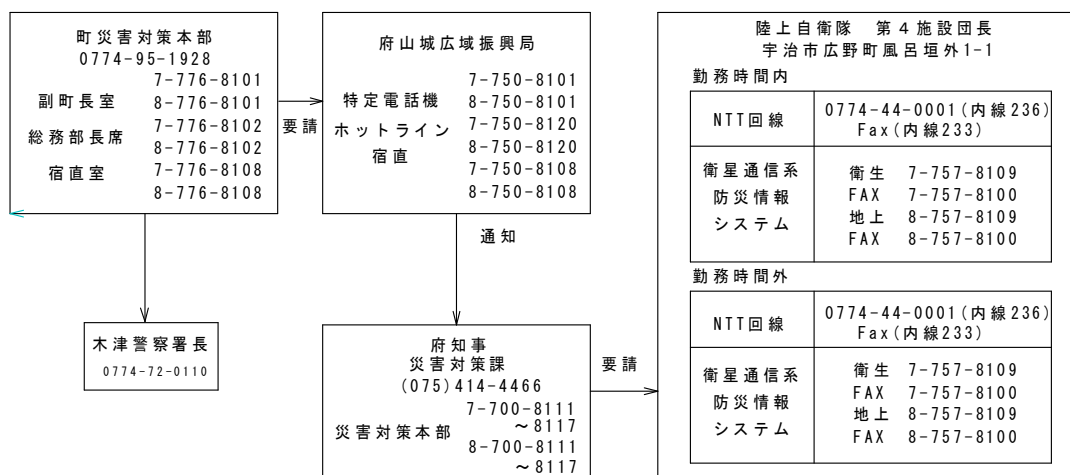 町災害対策本部
0774-95-1928
7-776-8101
副町長室 8-776-8101
総務部長席 7-776-8102
8-776-8102
宿直室 7-776-8108
8-776-8108
要請
府山城広域振興局
7-750-8101
特定電話機 8-750-8101
ホットライン 7-750-8120
宿直 8-750-8120
7-750-8108
8-750-8108
通知
木津警察署長
0774-72-0110
府知事
災害対策課
(075)414-4466
7-700-8111
～8117
災害対策本部
8-700-8111
～8117
要請
陸上自衛隊 第4施設団長
宇治市広野町風呂垣外1-1
勤務時間内
NTT回線
0774-44-0001(内線236)
Fax(内線233)
衛星通信系
防災情報
システム
衛生 7-757-8109
FAX 7-757-8100
地上 8-757-8109
FAX 8-757-8100
勤務時間外
NTT回線
0774-44-0001(内線236)
Fax(内線233)
衛星通信系
防災情報
システム
衛生 7-757-8109
FAX 7-757-8100
地上 8-757-8109
FAX 8-757-8100